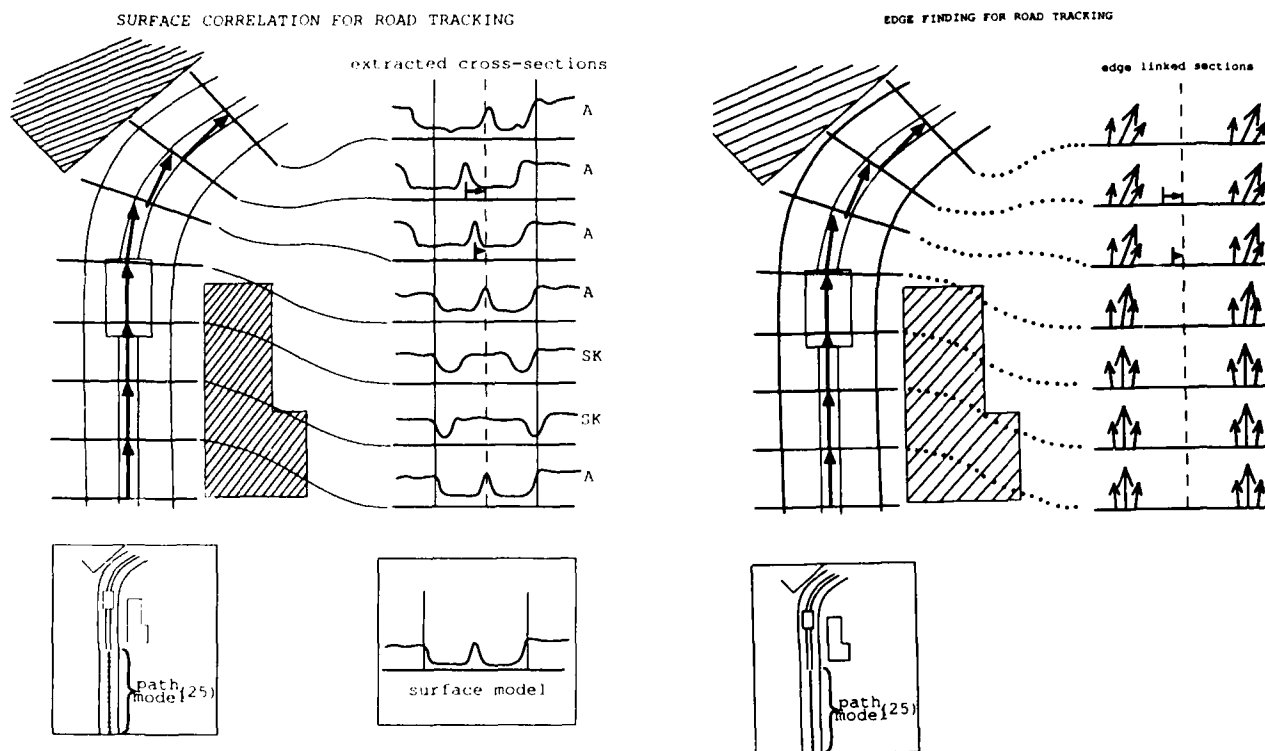 SURFACE CORRELATION FOR ROAD TRACKING
extracted cross-sections
A
A
A
A
SK
SK
A
path
model(25)
surface model
EDGE FINDING FOR ROAD TRACKING
edge linked sections
path
model(25)